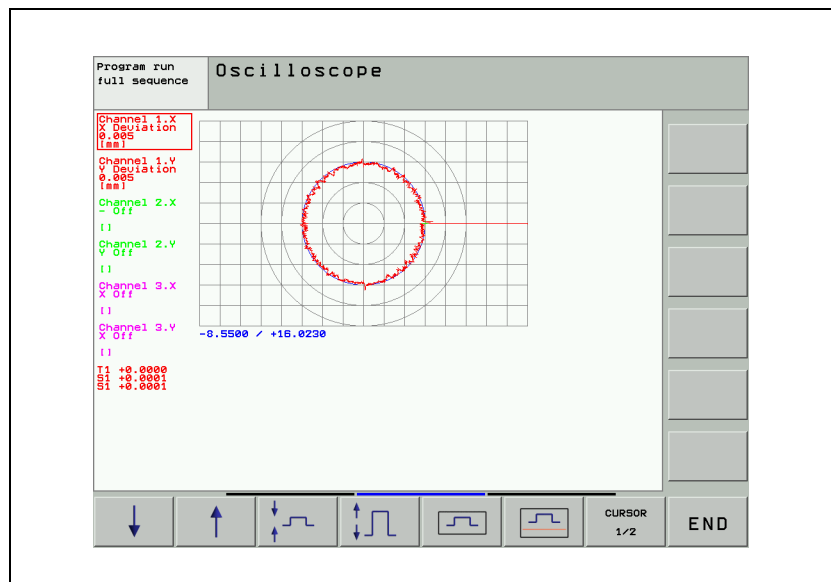 Program run
full sequence
Oscilloscope
Channel 1.X
X Deviation
0.005
[mm]
Channel 1.Y
Y Deviation
0.005
[mm]
Channel 2.X
- Off
[]
Channel 2.Y
Y Off
[]
Channel 3.X
X Off
[]
Channel 3.Y
X Off
[]
T1 +0.0000
S1 +0.0001
S1 +0.0001
-8.5500 / +16.0230
CURSOR
1/2
END